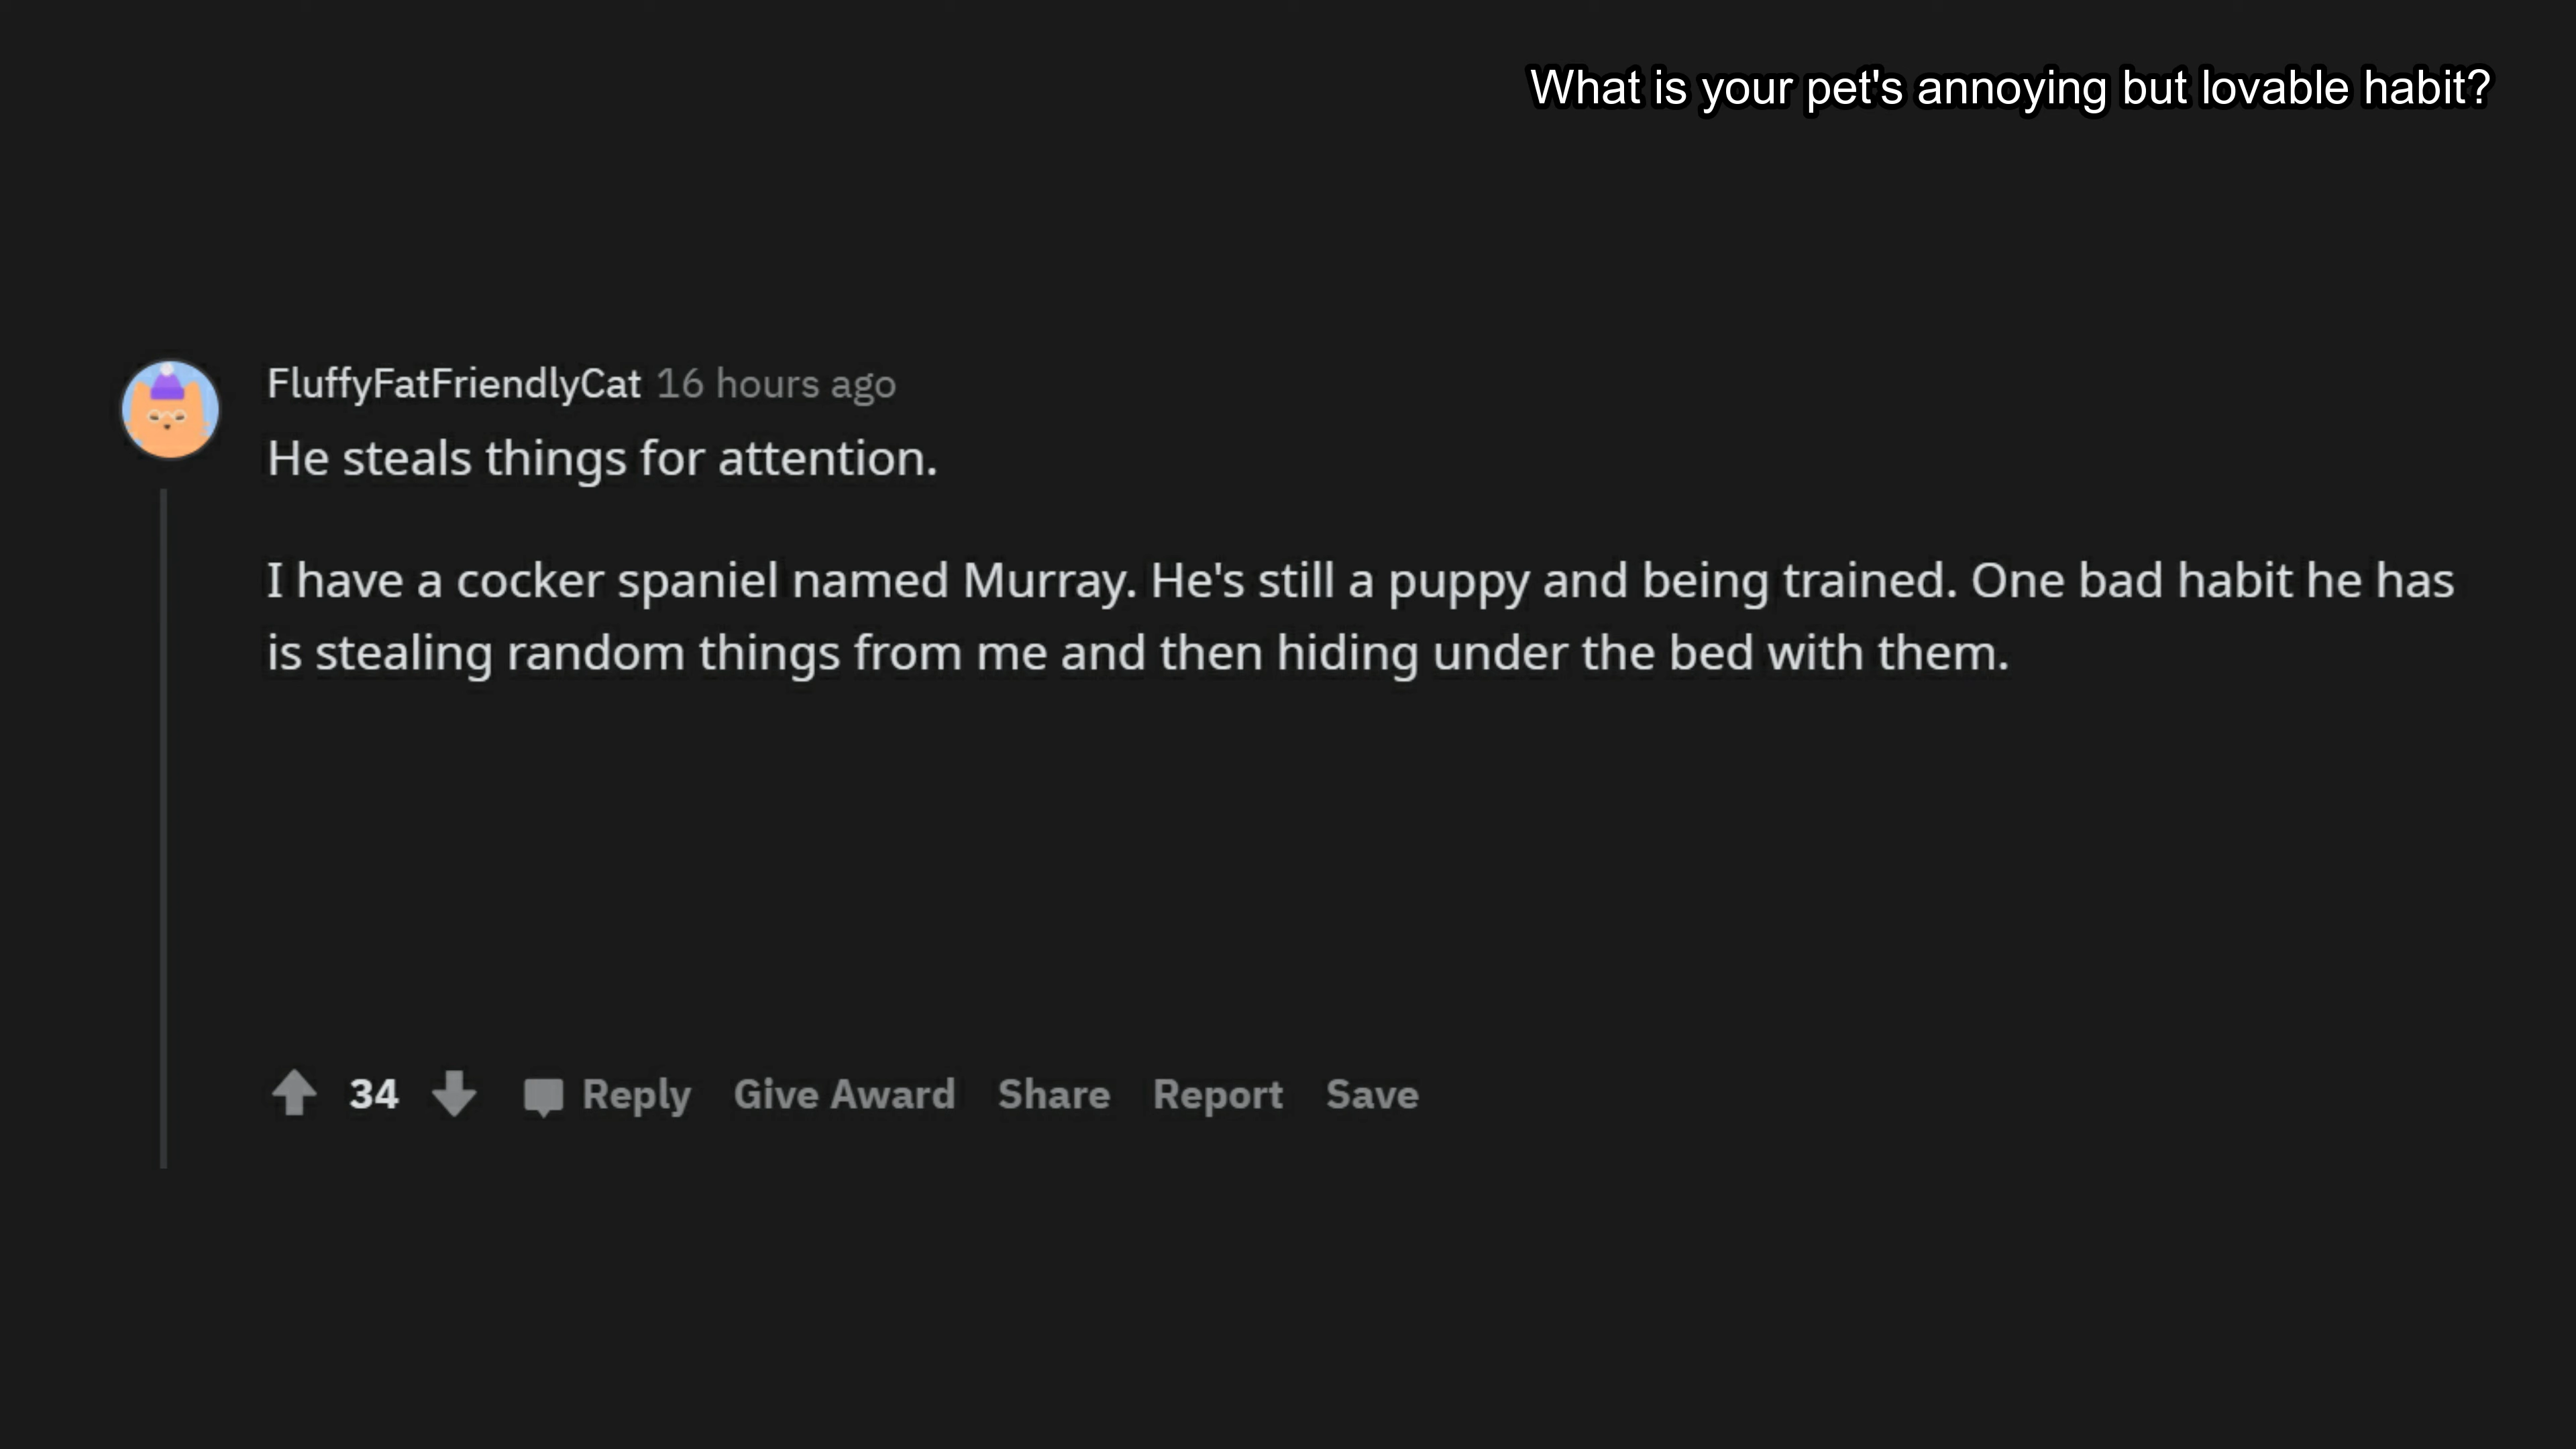 What is your pet's annoying but lovable habit?
FluffyFatFriendlyCat 16 hours ago
He steals things for attention.
I have a cocker spaniel named Murray. He's still a puppy and being trained. One bad habit he has
is stealing random things from me and then hiding under the bed with them.
34 Reply Give Award Share Report Save